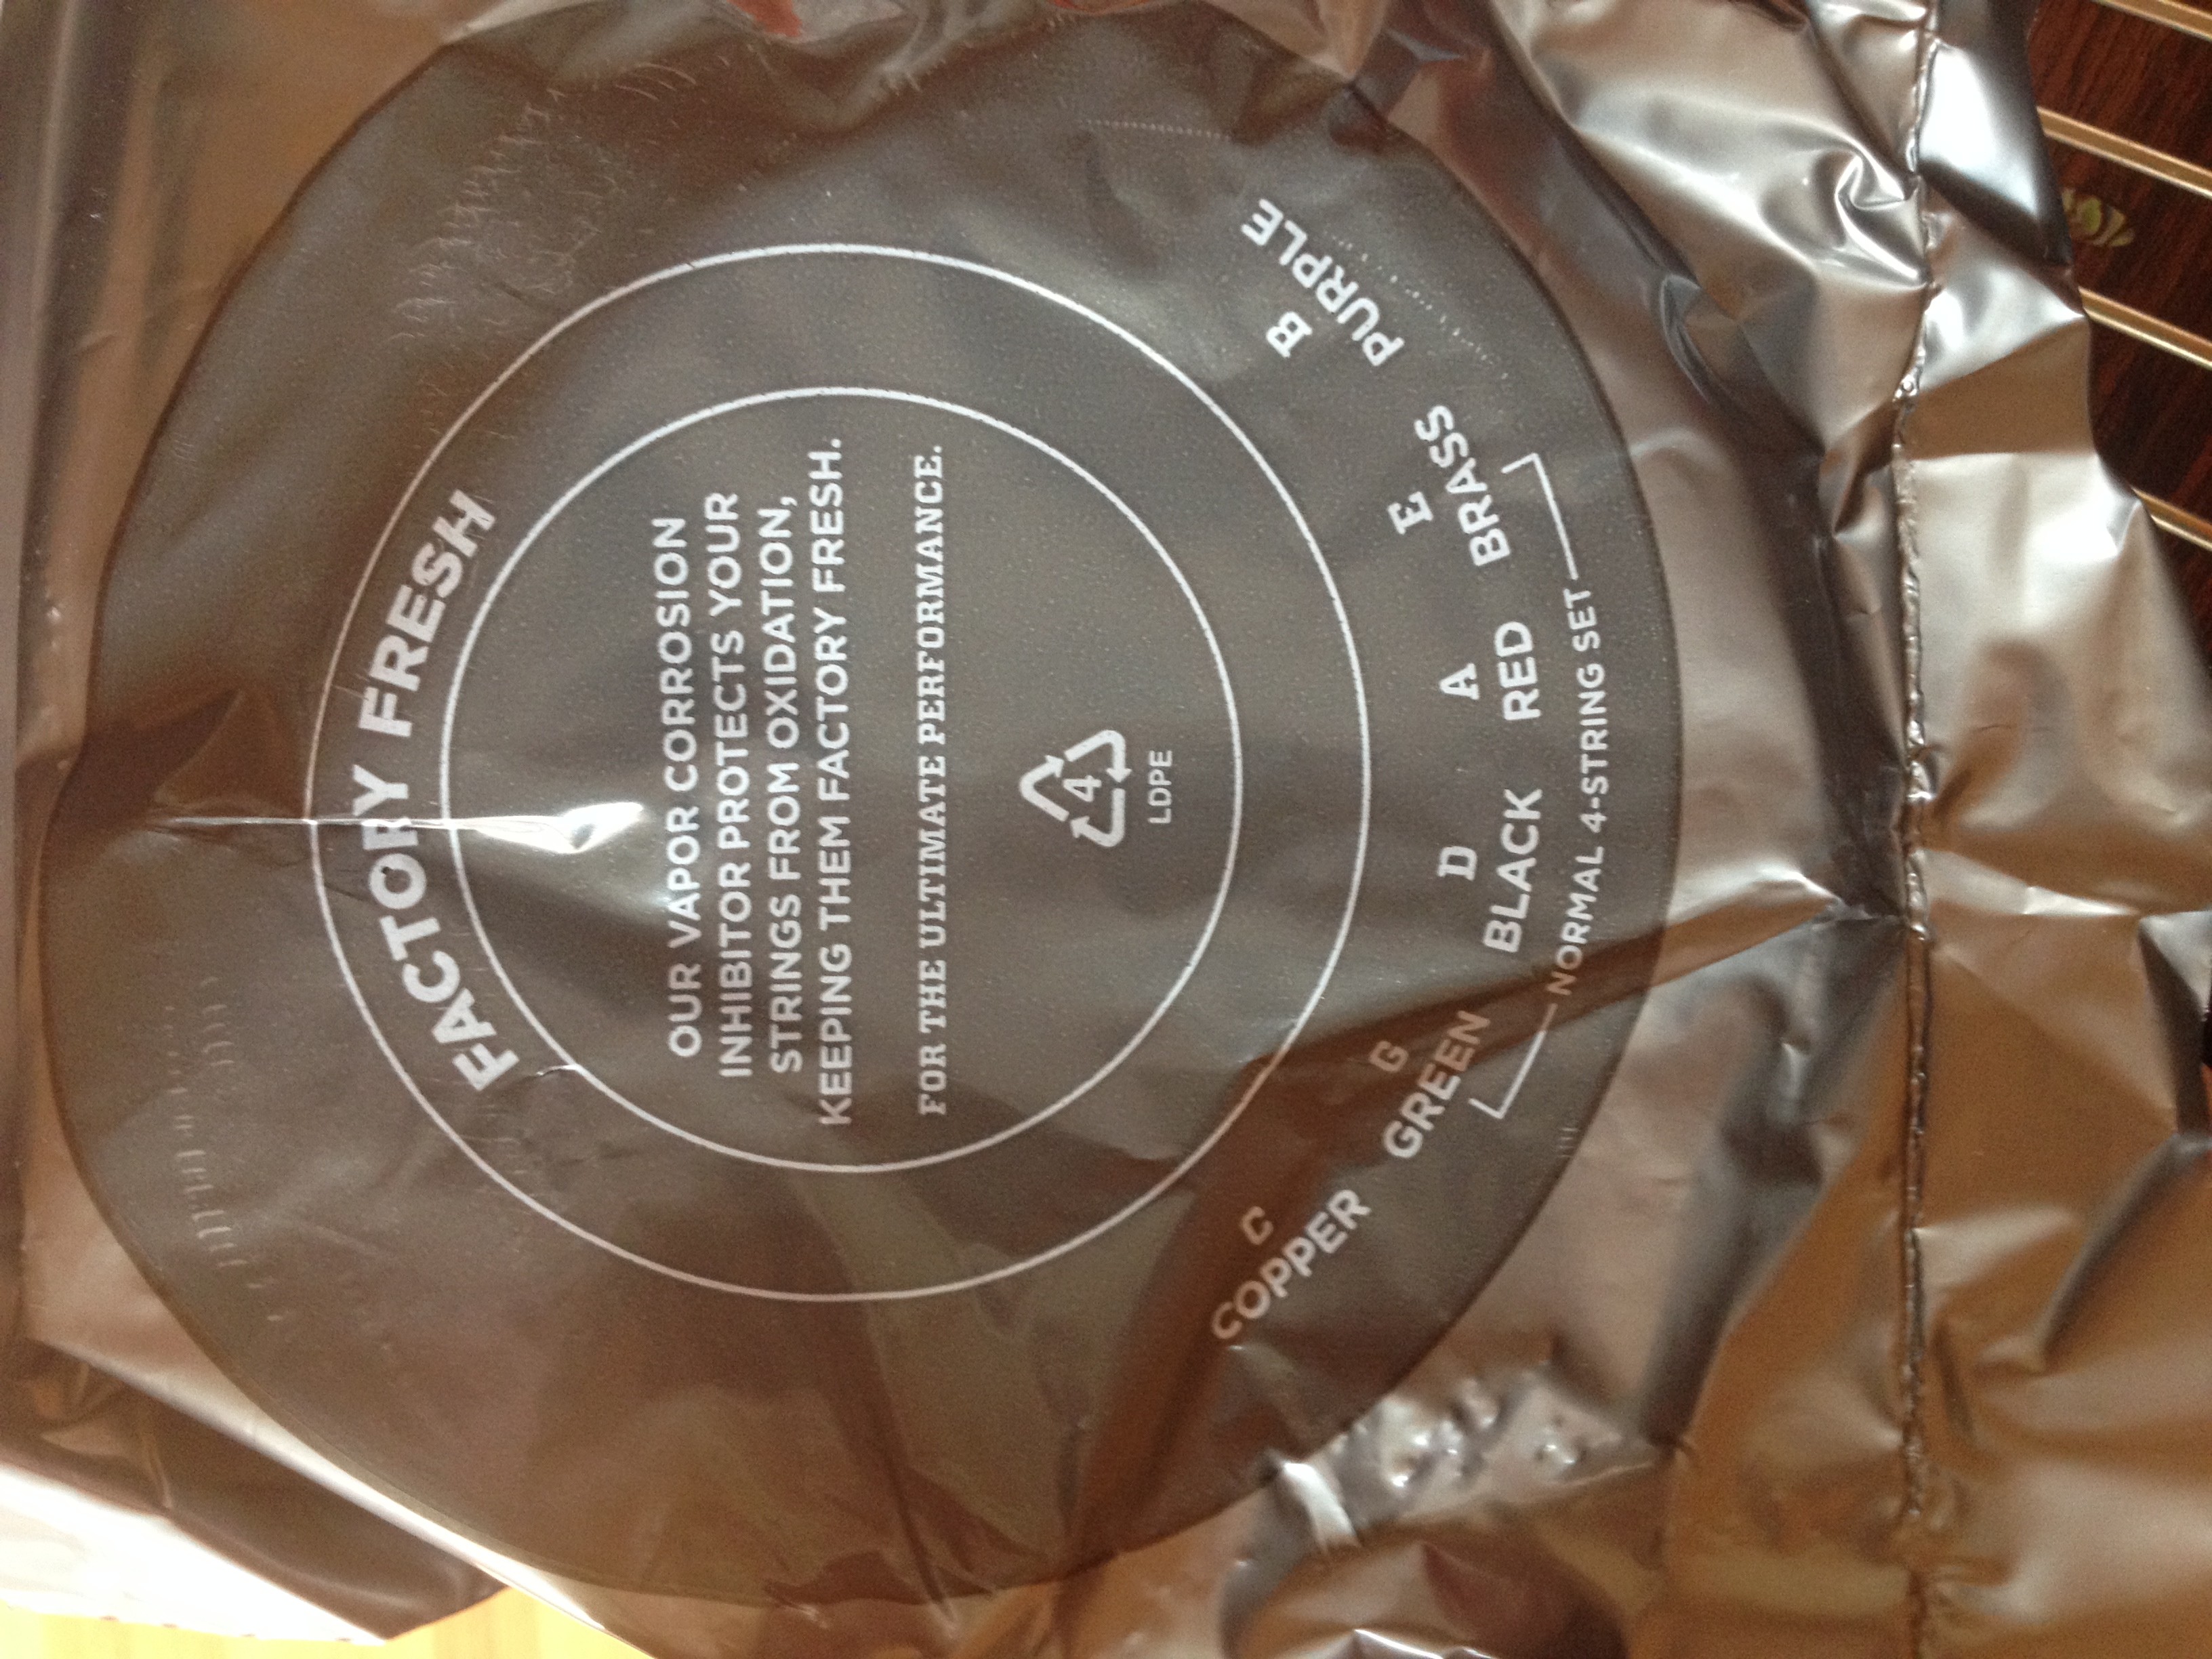 FACTORY FRESH
OUR VAPOR CORROSION
INHIBITOR PROTECTS YOUR
STRINGS FROM OXIDATION,
KEEPING THEM FACTORY FRESH.
FOR THE ULTIMATE PERFORMANCE.
4
LDPE
C G D A E B
COPPER GREEN BLACK RED BRASS PURPLE
NORMAL 4-STRING SET